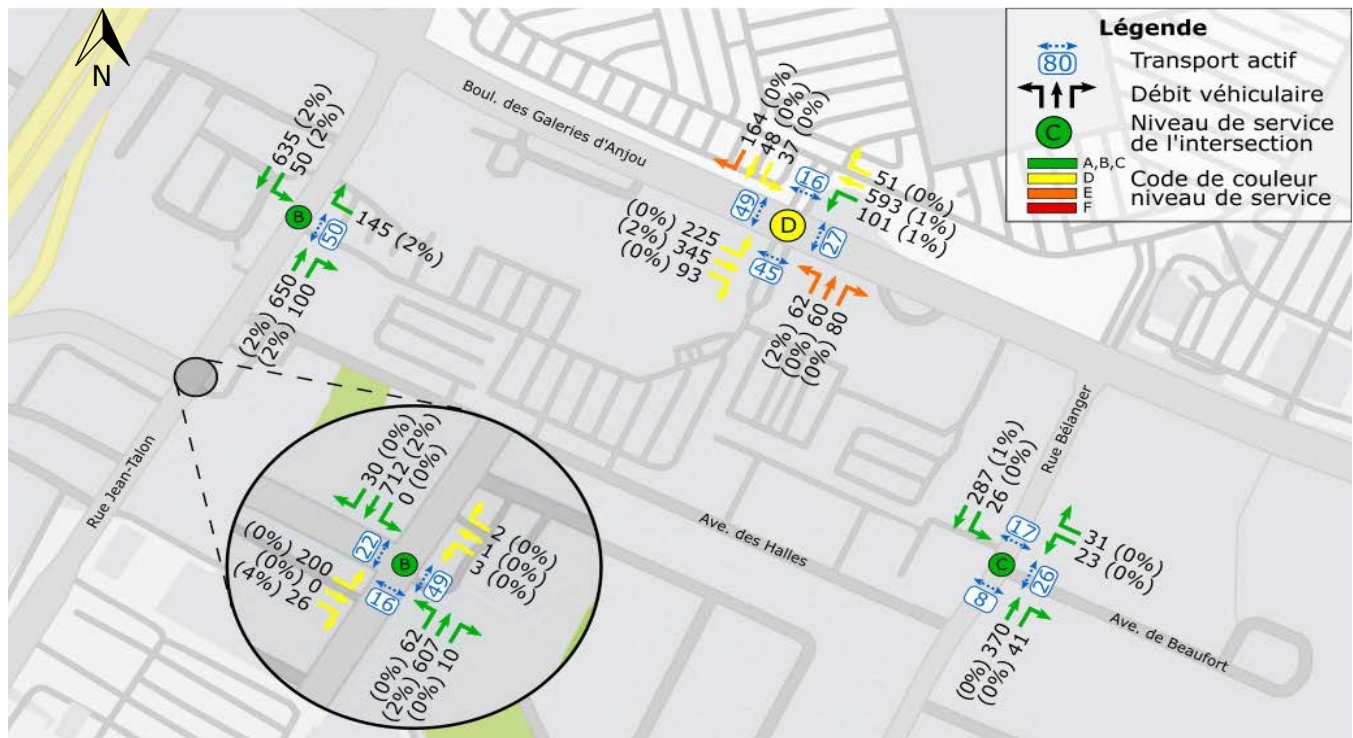 N
Légende
80
Transport actif
Débit véhiculaire
C
Niveau de service
de l'intersection
A,B,C
D
E
F
Code de couleur
niveau de service
Boul. des Galeries d'Anjou
635 (2%)
50 (2%)
B
50
145 (2%)
(2%) 650
(2%) 100
164 (0%)
48 (0%)
37 (0%)
16
51 (0%)
593 (1%)
101 (1%)
49
D
27
(0%) 225
(2%) 345
(0%) 93
45
(2%) 62
(0%) 60
(0%) 80
Rue Jean-Talon
30 (0%)
712 (2%)
0 (0%)
22
B
2 (0%)
1 (0%)
3 (0%)
(0%) 200
(0%) 0
(4%) 26
16
49
(0%) 62
(2%) 607
(0%) 10
Ave. des Halles
Rue Bélanger
287 (1%)
26 (0%)
17
31 (0%)
23 (0%)
C
26
8
(0%) 370
(0%) 41
Ave. de Beaufort